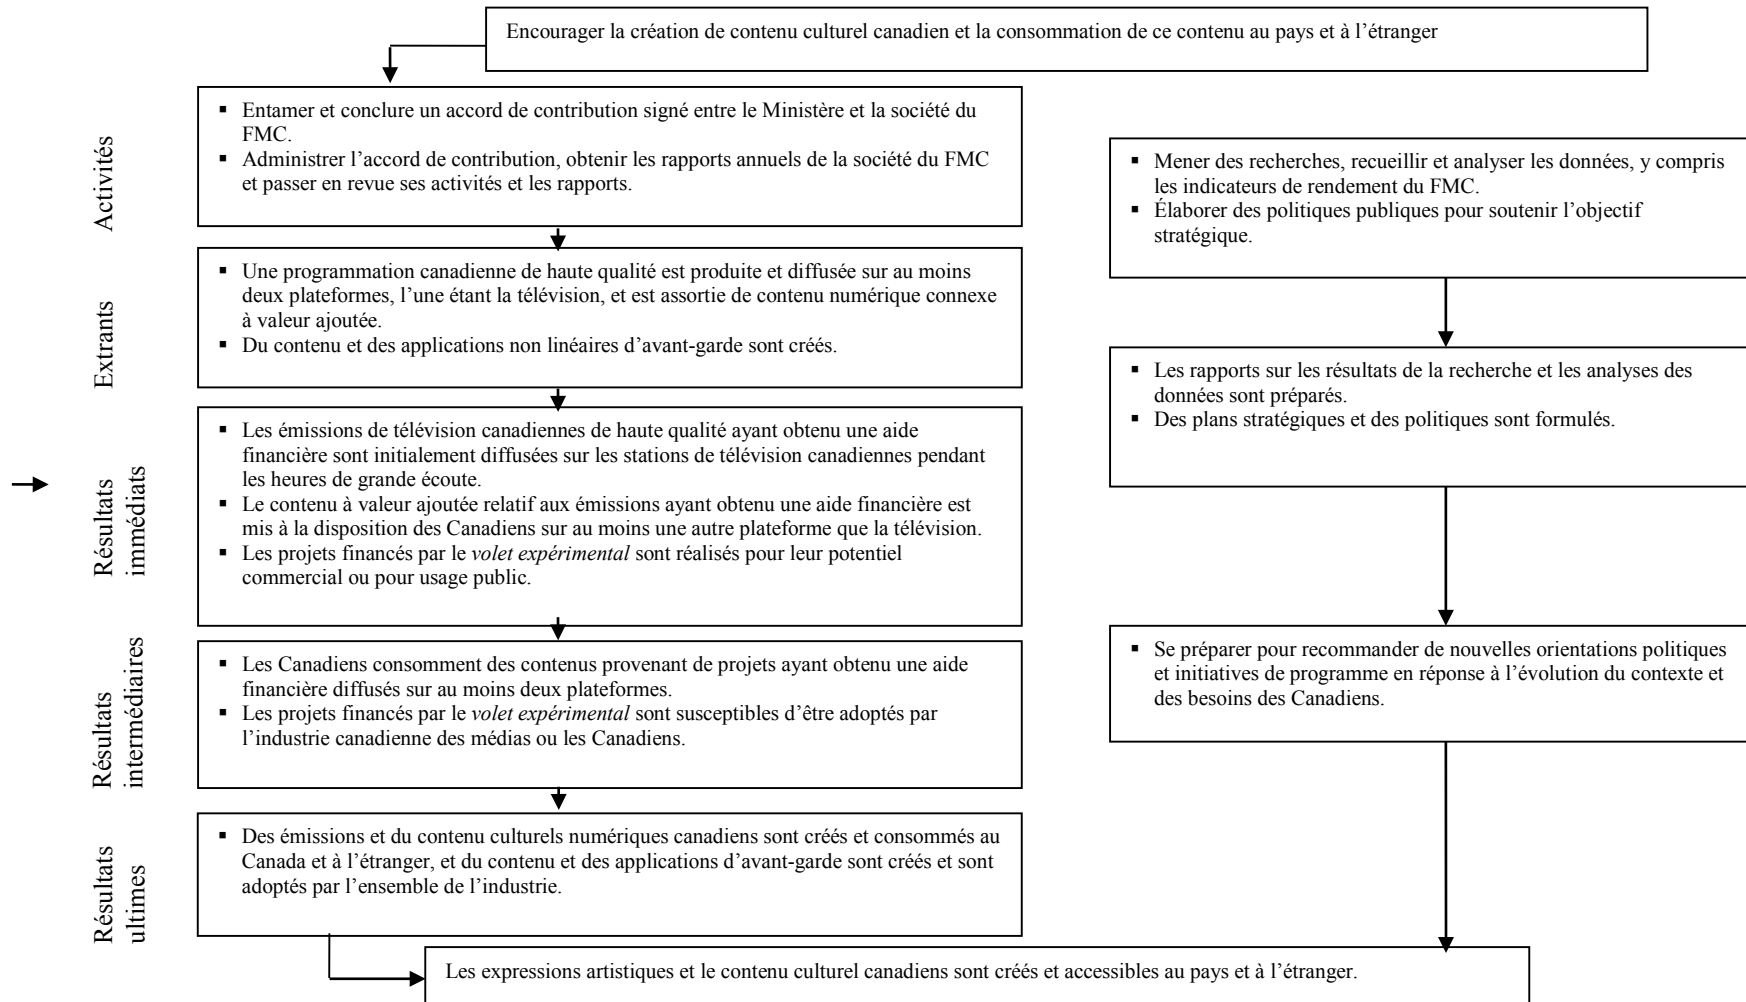 Encourager la création de contenu culturel canadien et la consommation de ce contenu au pays et à l’étranger
Activités
▪ Entamer et conclure un accord de contribution signé entre le Ministère et la société du
FMC.
▪ Administrer l’accord de contribution, obtenir les rapports annuels de la société du FMC
et passer en revue ses activités et les rapports.
▪ Mener des recherches, recueillir et analyser les données, y compris
les indicateurs de rendement du FMC.
▪ Élaborer des politiques publiques pour soutenir l’objectif
stratégique.
Extrants
▪ Une programmation canadienne de haute qualité est produite et diffusée sur au moins
deux plateformes, l’une étant la télévision, et est assortie de contenu numérique connexe
à valeur ajoutée.
▪ Du contenu et des applications non linéaires d’avant-garde sont créés.
▪ Les rapports sur les résultats de la recherche et les analyses des
données sont préparés.
▪ Des plans stratégiques et des politiques sont formulés.
Résultats
immédiats
▪ Les émissions de télévision canadiennes de haute qualité ayant obtenu une aide
financière sont initialement diffusées sur les stations de télévision canadiennes pendant
les heures de grande écoute.
▪ Le contenu à valeur ajoutée relatif aux émissions ayant obtenu une aide financière est
mis à la disposition des Canadiens sur au moins une autre plateforme que la télévision.
▪ Les projets financés par le volet expérimental sont réalisés pour leur potentiel
commercial ou pour usage public.
Résultats
intermédiaires
▪ Les Canadiens consomment des contenus provenant de projets ayant obtenu une aide
financière diffusés sur au moins deux plateformes.
▪ Les projets financés par le volet expérimental sont susceptibles d’être adoptés par
l’industrie canadienne des médias ou les Canadiens.
▪ Se préparer pour recommander de nouvelles orientations politiques
et initiatives de programme en réponse à l’évolution du contexte et
des besoins des Canadiens.
Résultats
ultimes
▪ Des émissions et du contenu culturels numériques canadiens sont créés et consommés au
Canada et à l’étranger, et du contenu et des applications d’avant-garde sont créés et sont
adoptés par l’ensemble de l’industrie.
Les expressions artistiques et le contenu culturel canadiens sont créés et accessibles au pays et à l’étranger.